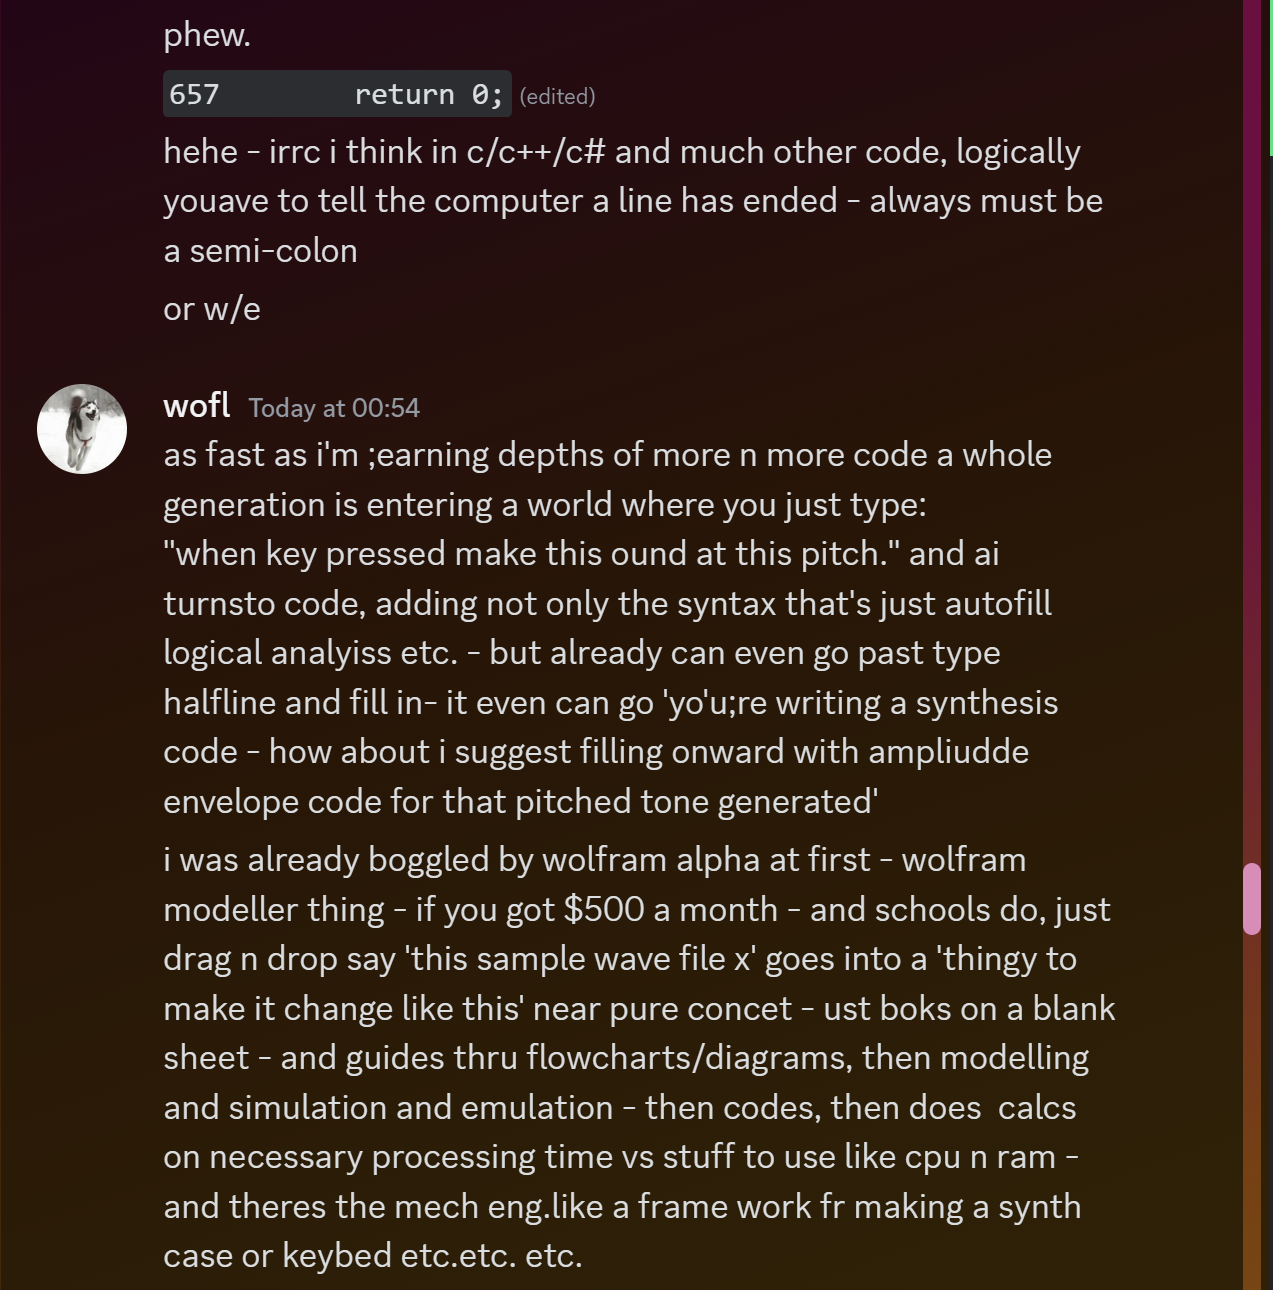 phew.
657        return 0; (edited)
hehe - irrc i think in c/c++/c# and much other code, logically
youave to tell the computer a line has ended - always must be
a semi-colon
or w/e
wofl Today at 00:54
as fast as i'm ;earning depths of more n more code a whole
generation is entering a world where you just type:
"when key pressed make this ound at this pitch." and ai
turnsto code, adding not only the syntax that's just autofill
logical analyiss etc. - but already can even go past type
halfline and fill in- it even can go 'yo'u;re writing a synthesis
code - how about i suggest filling onward with ampliudde
envelope code for that pitched tone generated'
i was already boggled by wolfram alpha at first - wolfram
modeller thing - if you got $500 a month - and schools do, just
drag n drop say 'this sample wave file x' goes into a 'thingy to
make it change like this' near pure concet - ust boks on a blank
sheet - and guides thru flowcharts/diagrams, then modelling
and simulation and emulation - then codes, then does  calcs
on necessary processing time vs stuff to use like cpu n ram -
and theres the mech eng.like a frame work fr making a synth
case or keybed etc.etc. etc.